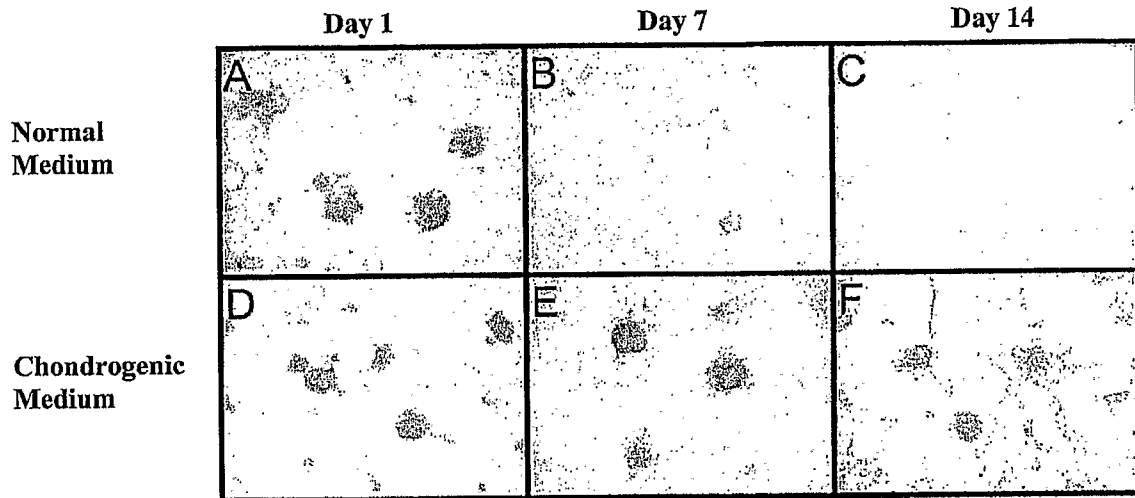 Day 1
Day 7
Day 14
Normal
Medium
A
B
C
Chondrogenic
Medium
D
E
F